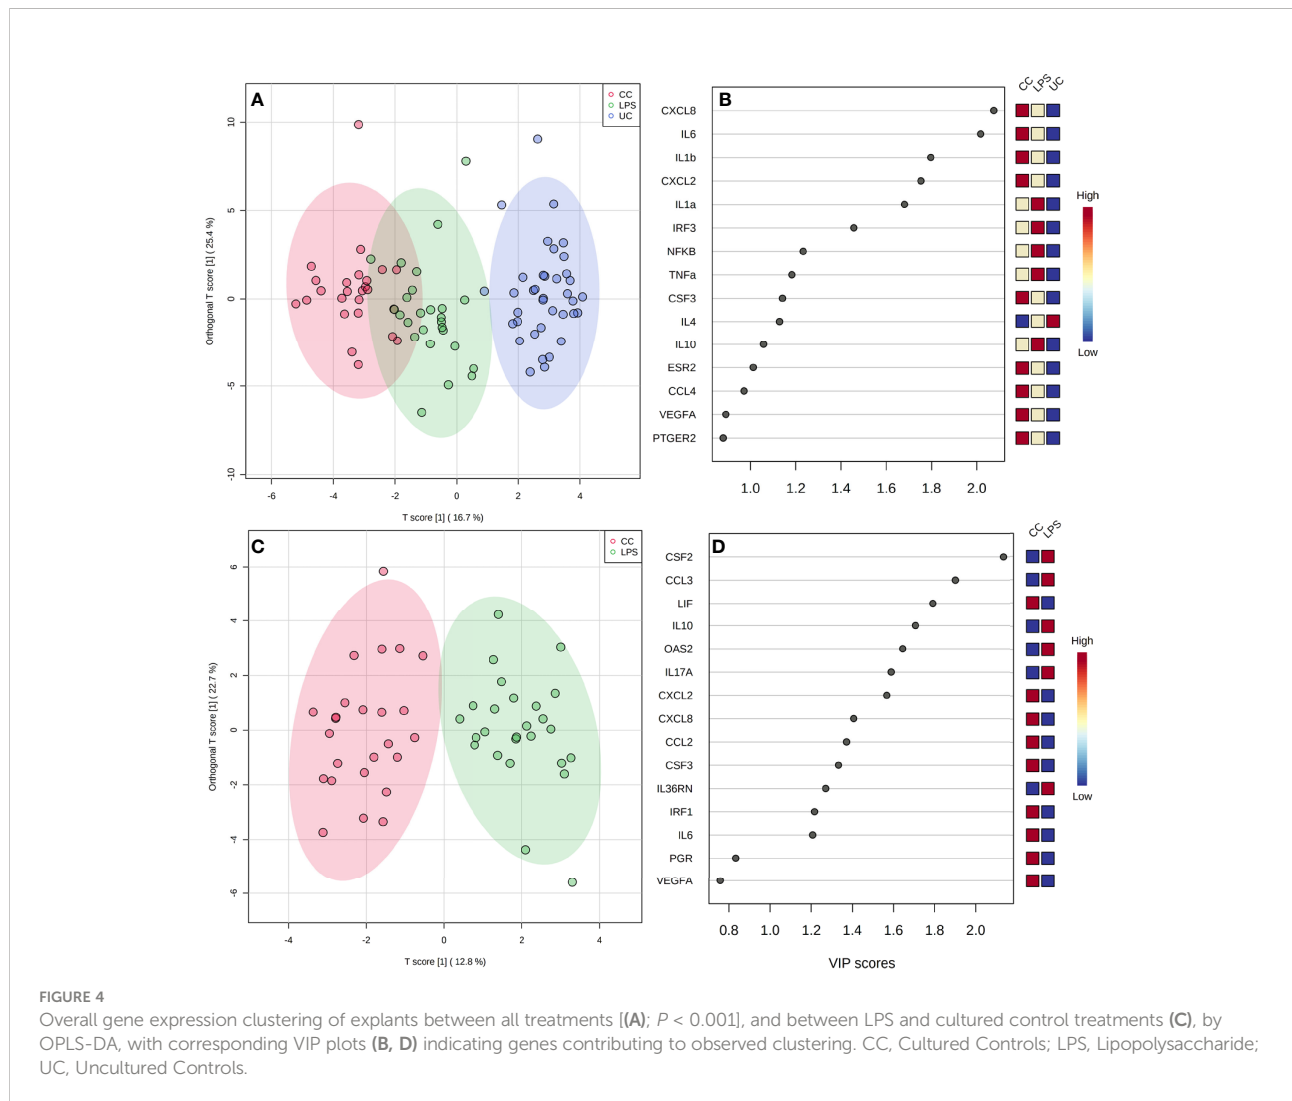 A
CC
LPS
UC
10
5
0
-5
-10
Orthogonal T score [1] ( 25.4 %)
-6
-4
-2
0
2
4
T score [1] ( 16.7 %)
B
CC
LPS
UC
CXCL8
IL6
IL1b
CXCL2
IL1a
IRF3
NFKB
TNFa
CSF3
IL4
IL10
ESR2
CCL4
VEGFA
PTGER2
1.0
1.2
1.4
1.6
1.8
2.0
High
Low
C
CC
LPS
6
4
2
0
-2
-4
-6
Orthogonal T score [1] ( 22.7 %)
-4
-2
0
2
4
T score [1] ( 12.8 %)
D
CC
LPS
CSF2
CCL3
LIF
IL10
OAS2
IL17A
CXCL2
CXCL8
CCL2
CSF3
IL36RN
IRF1
IL6
PGR
VEGFA
0.8
1.0
1.2
1.4
1.6
1.8
2.0
VIP scores
High
Low
FIGURE 4
Overall gene expression clustering of explants between all treatments [(A); P < 0.001], and between LPS and cultured control treatments (C), by
OPLS-DA, with corresponding VIP plots (B, D) indicating genes contributing to observed clustering. CC, Cultured Controls; LPS, Lipopolysaccharide;
UC, Uncultured Controls.